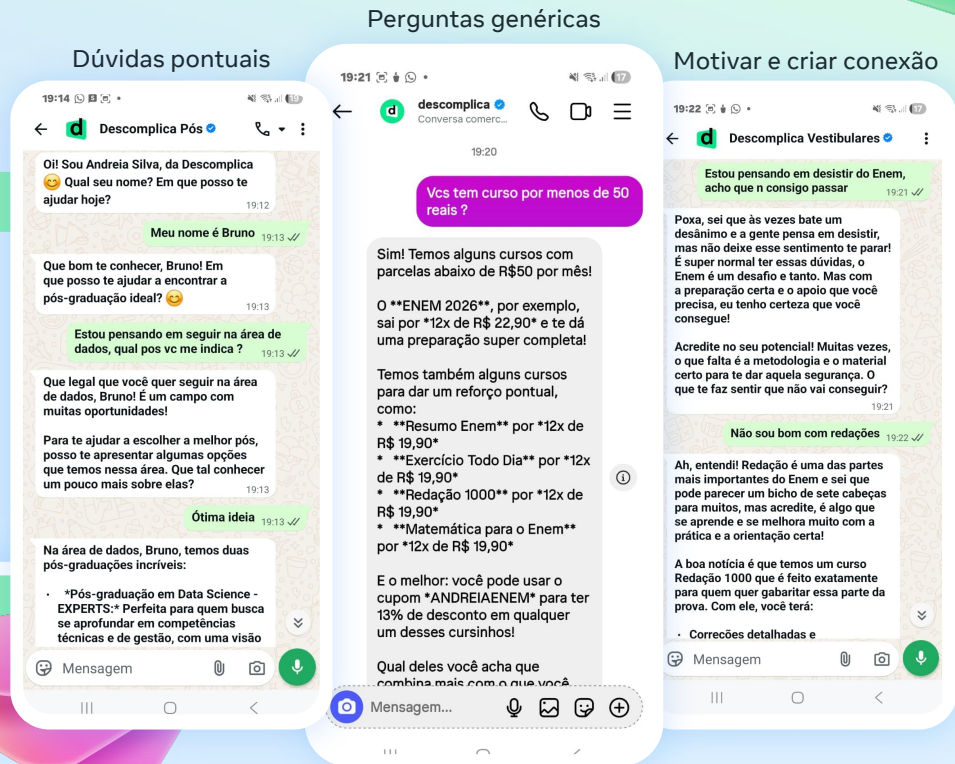 Perguntas genéricas
Dúvidas pontuais
Motivar e criar conexão
19:14
19
Descomplica Pós
Oi! Sou Andreia Silva, da Descomplica
😊 Qual seu nome? Em que posso te
ajudar hoje?
19:12
Meu nome é Bruno
19:13
Que bom te conhecer, Bruno! Em
que posso te ajudar a encontrar a
pós-graduação ideal? 😊
19:13
Estou pensando em seguir na área de
dados, qual pos vc me indica ?
19:13
Que legal que você quer seguir na área
de dados, Bruno! É um campo com
muitas oportunidades!
Para te ajudar a escolher a melhor pós,
posso te apresentar algumas opções
que temos nessa área. Que tal conhecer
um pouco mais sobre elas?
19:13
Ótima ideia
19:13
Na área de dados, Bruno, temos duas
pós-graduações incríveis:
· *Pós-graduação em Data Science -
EXPERTS:* Perfeita para quem busca
se aprofundar em competências
técnicas e de gestão, com uma visão
Mensagem
19:21
17
d
descomplica
Conversa comerc...
19:20
Vcs tem curso por menos de 50
reais ?
Sim! Temos alguns cursos com
parcelas abaixo de R$50 por mês!
O **ENEM 2026**, por exemplo,
sai por *12x de R$ 22,90* e te dá
uma preparação super completa!
Temos também alguns cursos
para dar um reforço pontual,
como:
* **Resumo Enem** por *12x de
R$ 19,90*
* **Exercício Todo Dia** por *12x
de R$ 19,90*
* **Redação 1000** por *12x de
R$ 19,90*
* **Matemática para o Enem**
por *12x de R$ 19,90*
E o melhor: você pode usar o
cupom *ANDREIAENEM* para ter
13% de desconto em qualquer
um desses cursinhos!
Qual deles você acha que
combina mais com o que você
Mensagem...
19:22
17
d
Descomplica Vestibulares
Estou pensando em desistir do Enem,
acho que n consigo passar
19:21
Poxa, sei que às vezes bate um
desânimo e a gente pensa em desistir,
mas não deixe esse sentimento te parar!
É super normal ter essas dúvidas, o
Enem é um desafio e tanto. Mas com
a preparação certa e o apoio que você
precisa, eu tenho certeza que você
consegue!
Acredite no seu potencial! Muitas vezes,
o que falta é a metodologia e o material
certo para te dar aquela segurança. O
que te faz sentir que não vai conseguir?
19:21
Não sou bom com redações
19:22
Ah, entendi! Redação é uma das partes
mais importantes do Enem e sei que
pode parecer um bicho de sete cabeças
para muitos, mas acredite, é algo que
se aprende e se melhora muito com a
prática e a orientação certa!
A boa notícia é que temos um curso
Redação 1000 que é feito exatamente
para quem quer gabaritar essa parte da
prova. Com ele, você terá:
· Correções detalhadas e
Mensagem